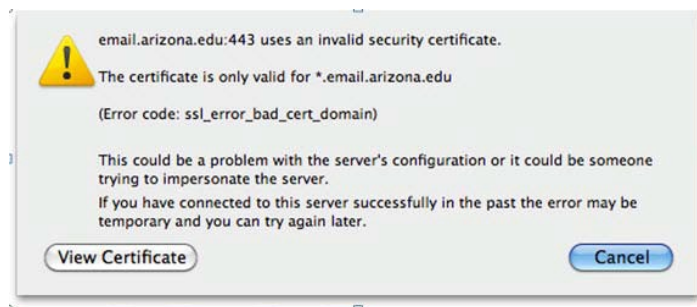 email.arizona.edu:443 uses an invalid security certificate.
The certificate is only valid for *.email.arizona.edu
(Error code: ssl_error_bad_cert_domain)
This could be a problem with the server's configuration or it could be someone
trying to impersonate the server.
If you have connected to this server successfully in the past the error may be
temporary and you can try again later.
View Certificate
Cancel